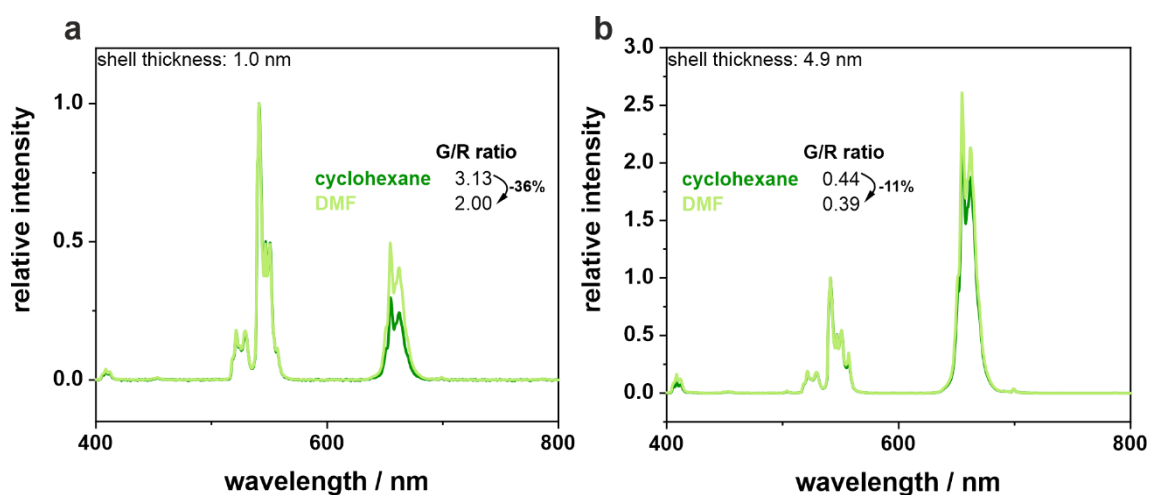 a
shell thickness: 1.0 nm
1.0
0.5
0.0
relative intensity
G/R ratio
cyclohexane 3.13
-36%
DMF 2.00
400 600 800
wavelength / nm
b
shell thickness: 4.9 nm
3.0
2.5
2.0
1.5
1.0
0.5
0.0
relative intensity
G/R ratio
cyclohexane 0.44
-11%
DMF 0.39
400 600 800
wavelength / nm